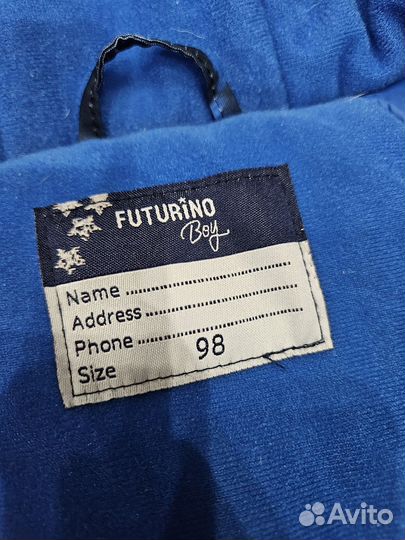 FUTURINO
Boy
Name ........................
Address ...................
Phone ......................
Size 98
Avito